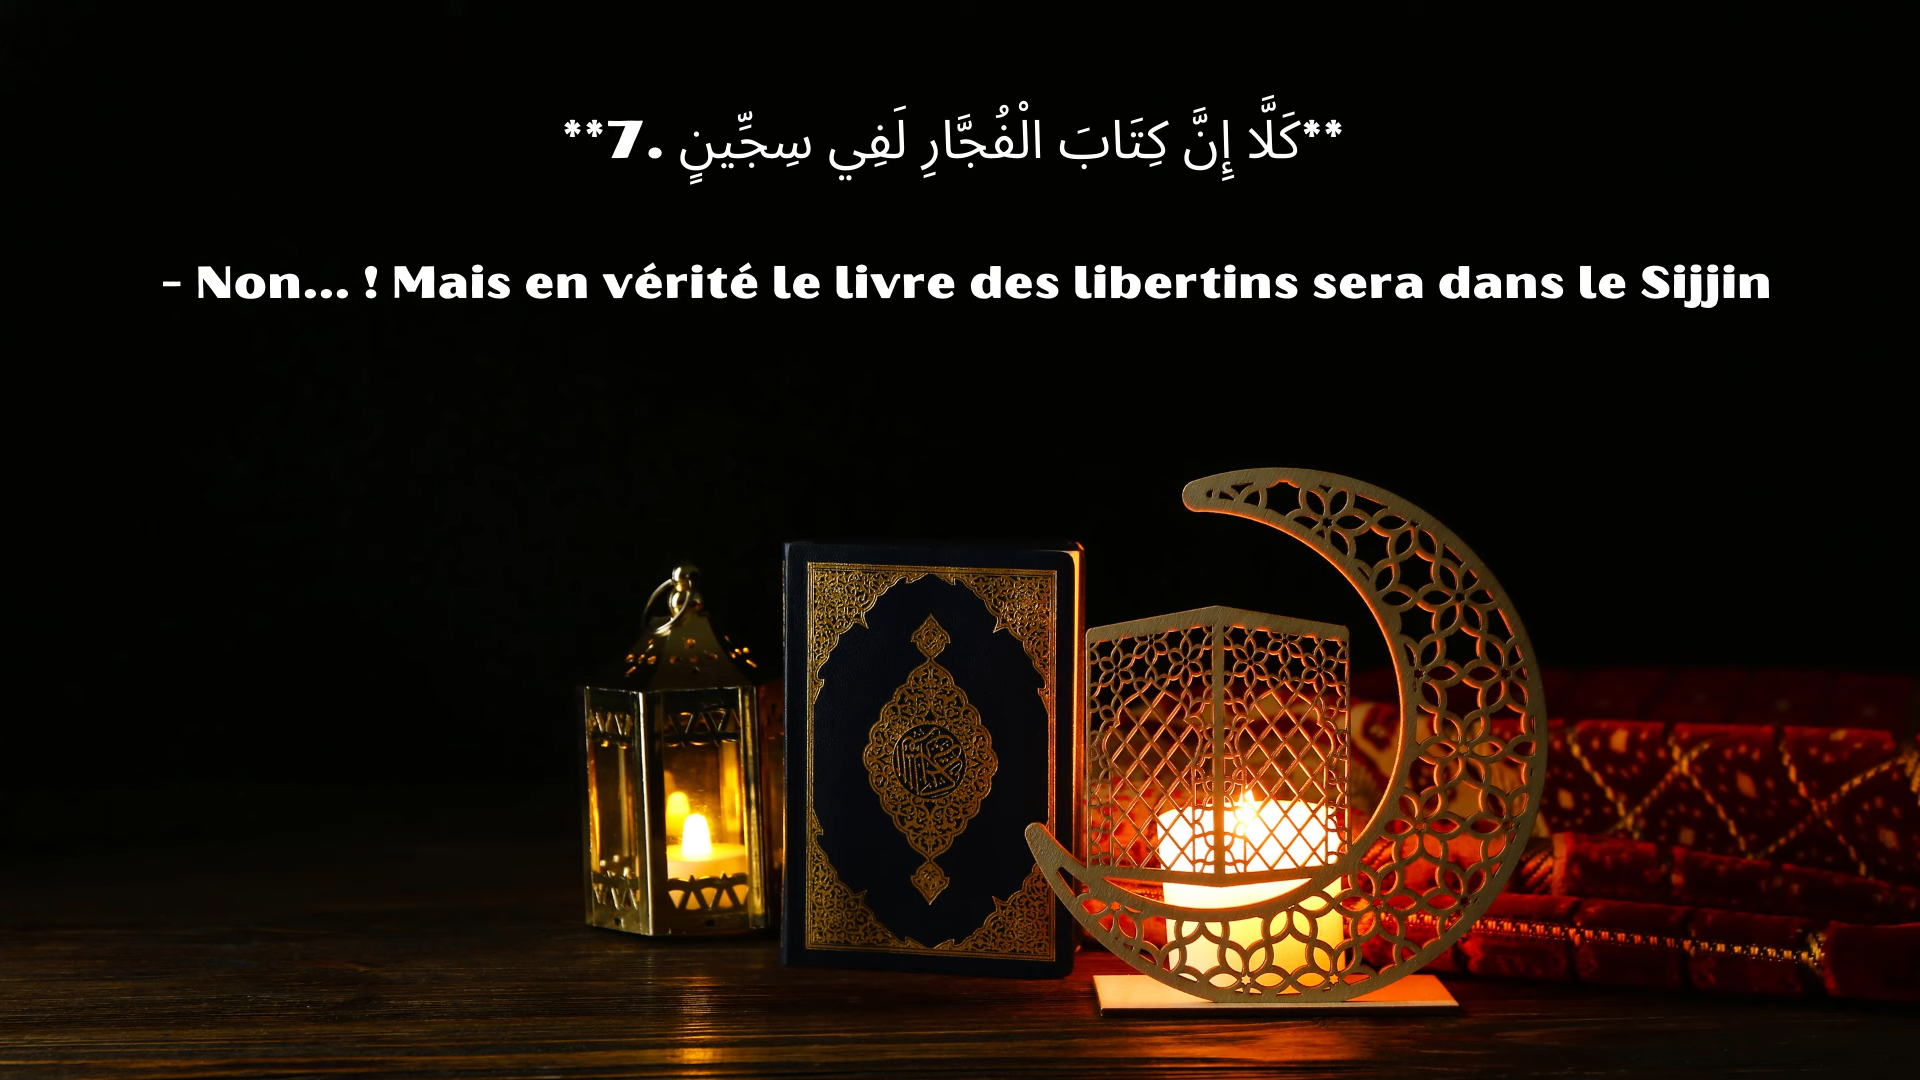 **7. كَلَّا إِنَّ كِتَابَ الْفُجَّارِ لَفِي سِجِّينٍ**
- Non... ! Mais en vérité le livre des libertins sera dans le Sijjin